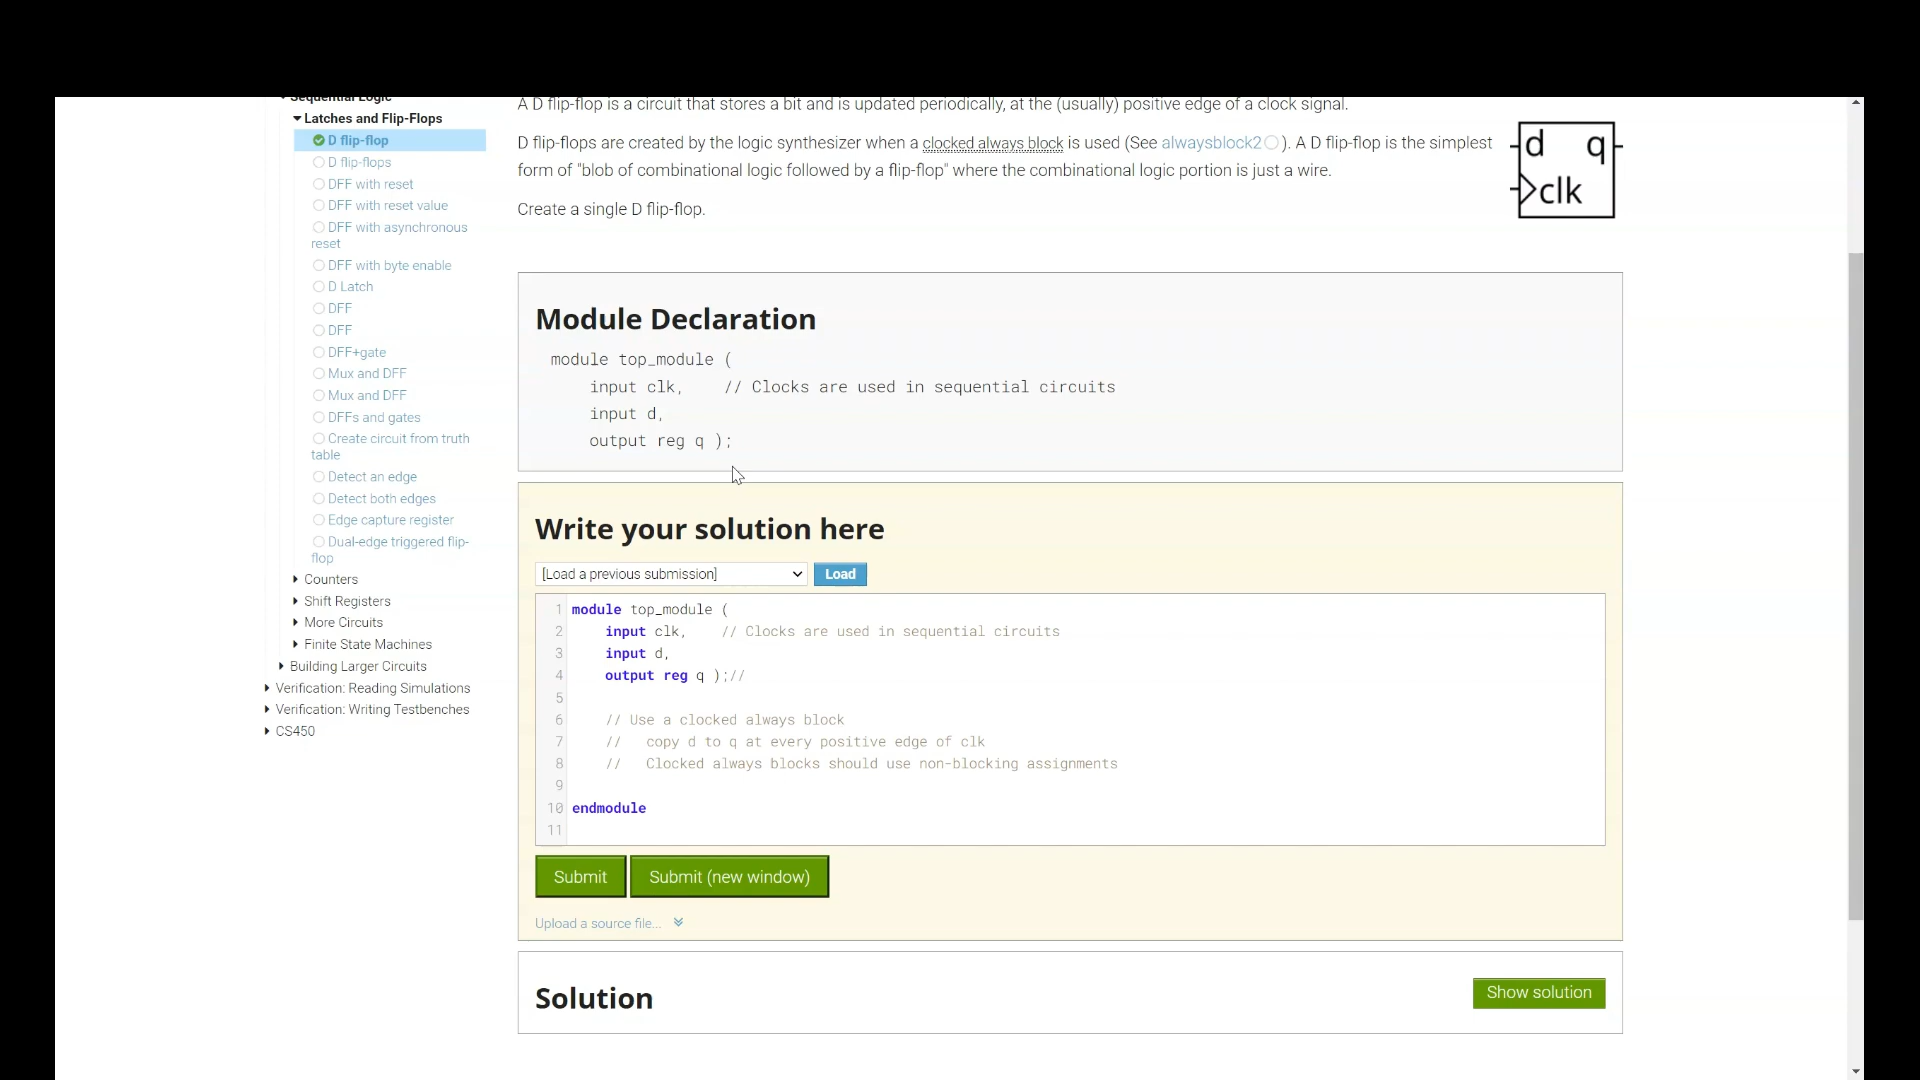 Sequential Logic
Latches and Flip-Flops
D flip-flop
D flip-flops
DFF with reset
DFF with reset value
DFF with asynchronous
reset
DFF with byte enable
D Latch
DFF
DFF
DFF+gate
Mux and DFF
Mux and DFF
DFFs and gates
Create circuit from truth
table
Detect an edge
Detect both edges
Edge capture register
Dual-edge triggered flip-
flop
Counters
Shift Registers
More Circuits
Finite State Machines
Building Larger Circuits
Verification: Reading Simulations
Verification: Writing Testbenches
CS450
A D flip-flop is a circuit that stores a bit and is updated periodically, at the (usually) positive edge of a clock signal.
D flip-flops are created by the logic synthesizer when a clocked always block is used (See alwaysblock2 ). A D flip-flop is the simplest
form of "blob of combinational logic followed by a flip-flop" where the combinational logic portion is just a wire.
Create a single D flip-flop.
d q
clk
Module Declaration
module top_module (
input clk,    // Clocks are used in sequential circuits
input d,
output reg q );
Write your solution here
[Load a previous submission] Load
1 module top_module (
2 input clk,    // Clocks are used in sequential circuits
3 input d,
4 output reg q );//
5
6 // Use a clocked always block
7 //   copy d to q at every positive edge of clk
8 //   Clocked always blocks should use non-blocking assignments
9
10 endmodule
11
Submit Submit (new window)
Upload a source file...
Solution
Show solution